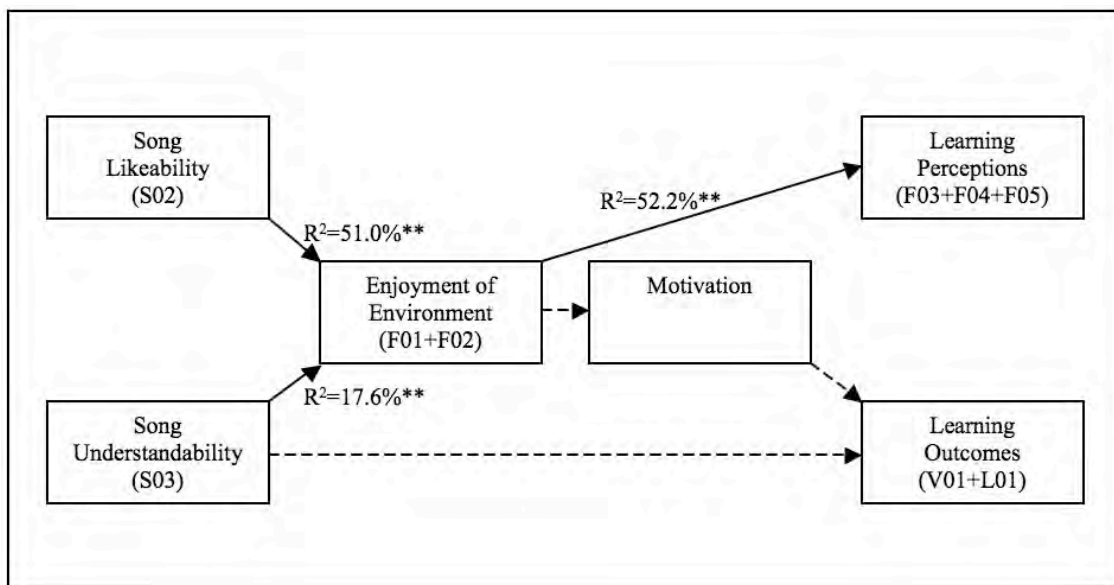 Song
Likeability
(S02)
Learning
Perceptions
(F03+F04+F05)
R²=52.2%**
R²=51.0%**
Enjoyment of
Environment
(F01+F02)
Motivation
R²=17.6%**
Song
Understandability
(S03)
Learning
Outcomes
(V01+L01)